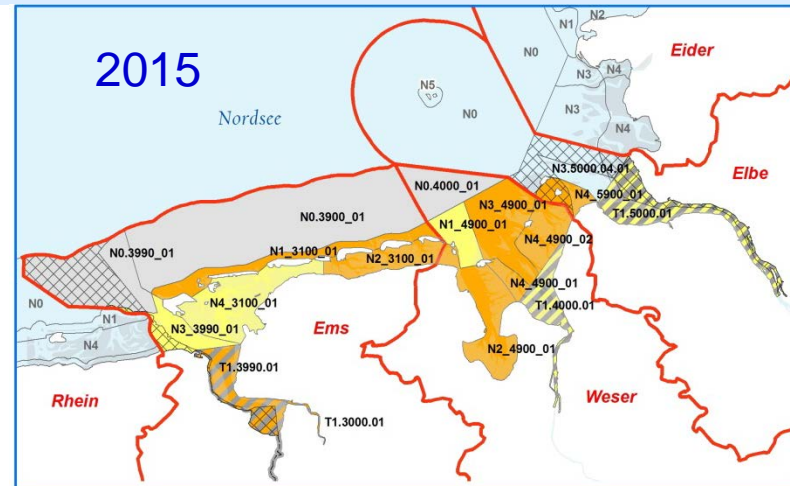 2015
N1
N2
Eider
N0
N3
N4
N5
N0
N3
Nordsee
N4
N3.5000.04.01
Elbe
N0.4000_01
N4_5900_01
N0.3900_01
N3_4900_01
T1.5000.01
N1_4900_01
N4_4900_02
N0.3990_01
N1_3100_01
N2_3100_01
N4_4900_01
N0
N4_3100_01
T1.4000.01
N1
N3_3990_01
Ems
N4
N2_4900_01
T1.3990.01
Weser
Rhein
T1.3000.01